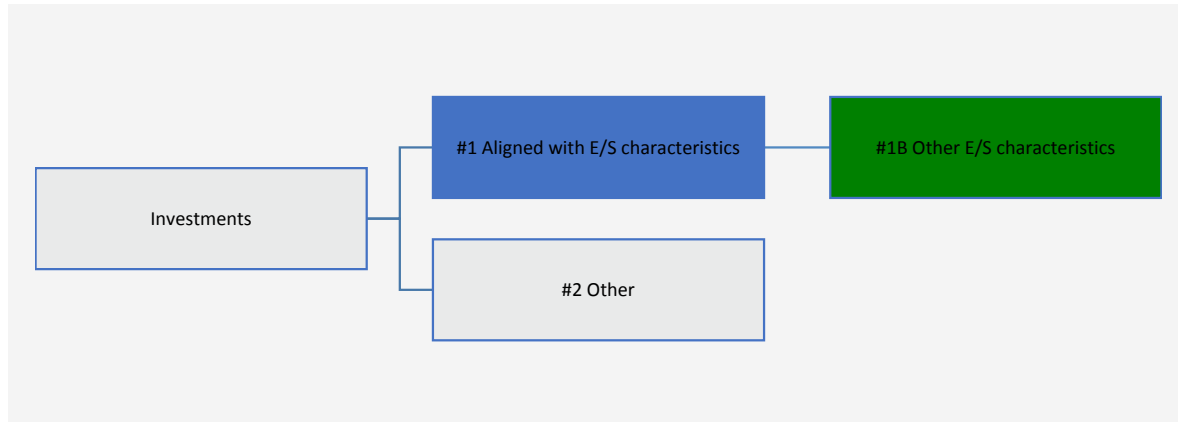 #1 Aligned with E/S characteristics
#1B Other E/S characteristics
Investments
#2 Other